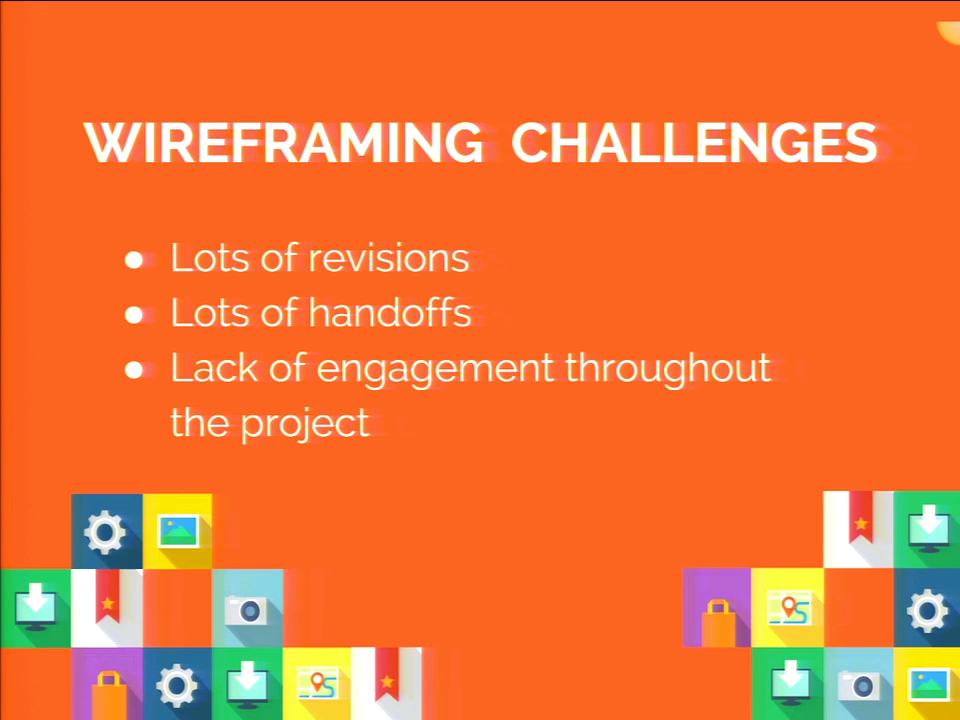 WIREFRAMING CHALLENGES
● Lots of revisions
● Lots of handoffs
● Lack of engagement throughout
the project